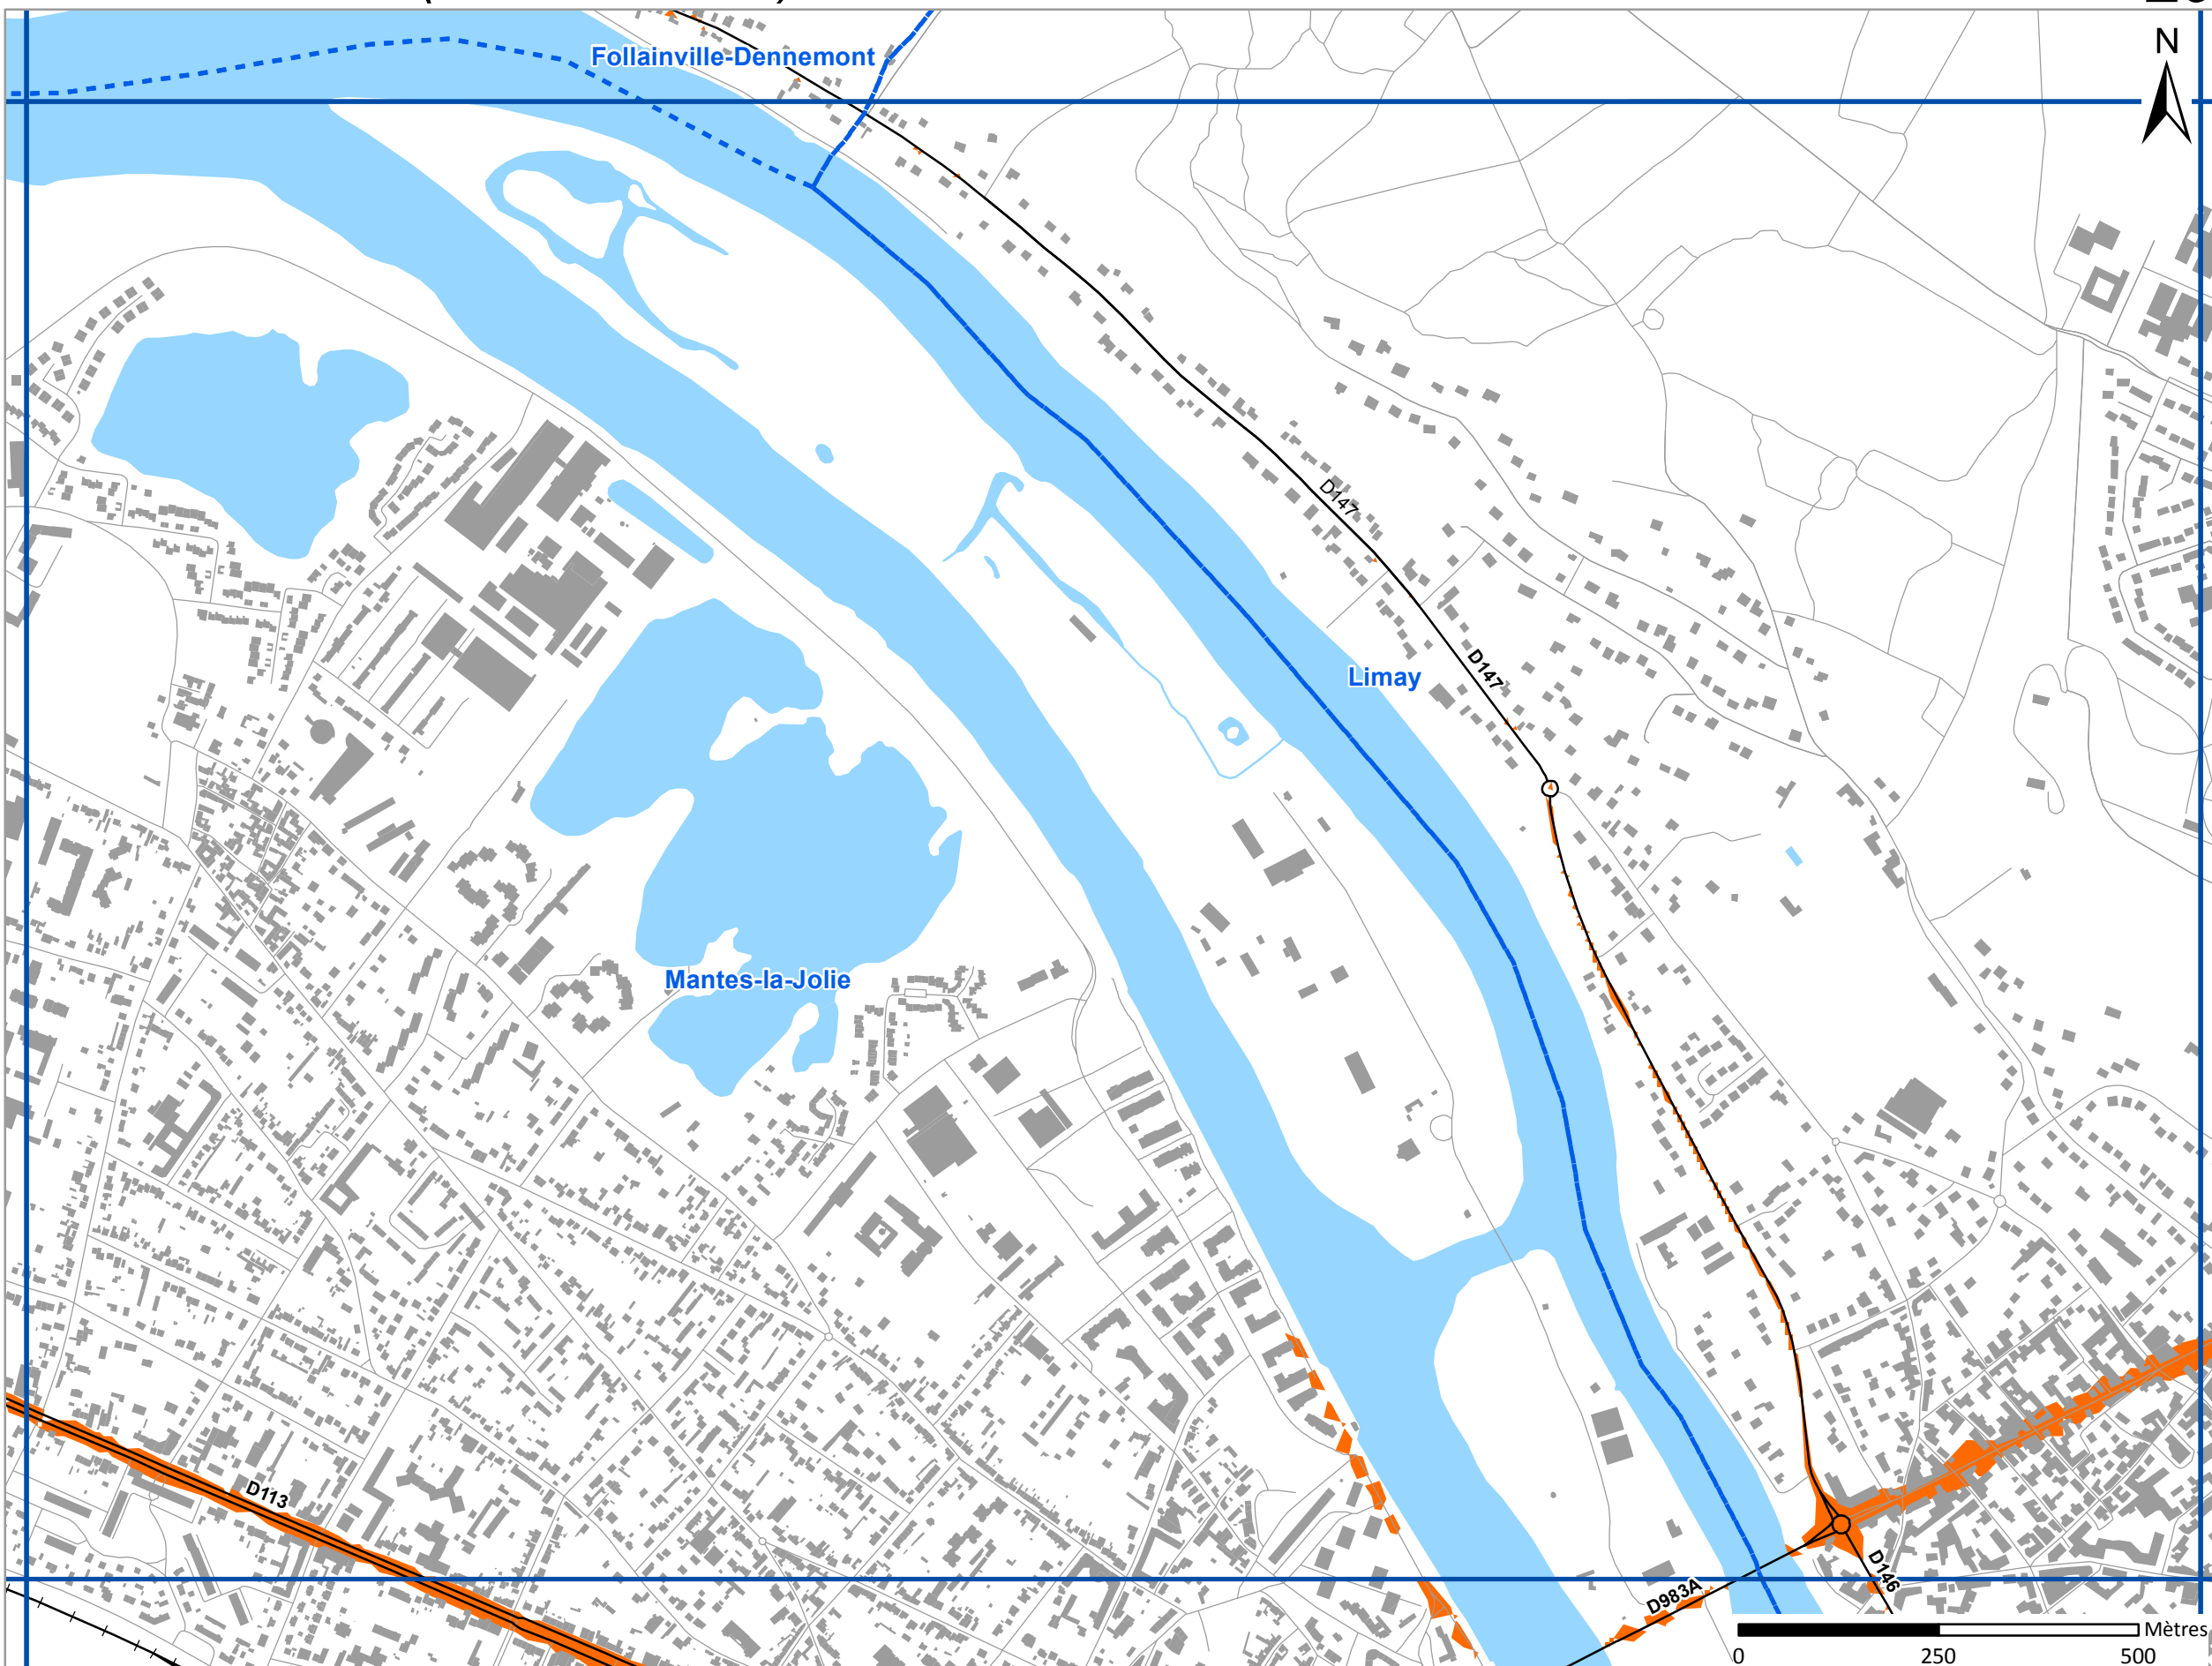 Follainville-Dennemont
N
D147
Limay
D147
Mantes-la-Jolie
D113
D146
D983A
Mètres
0 250 500